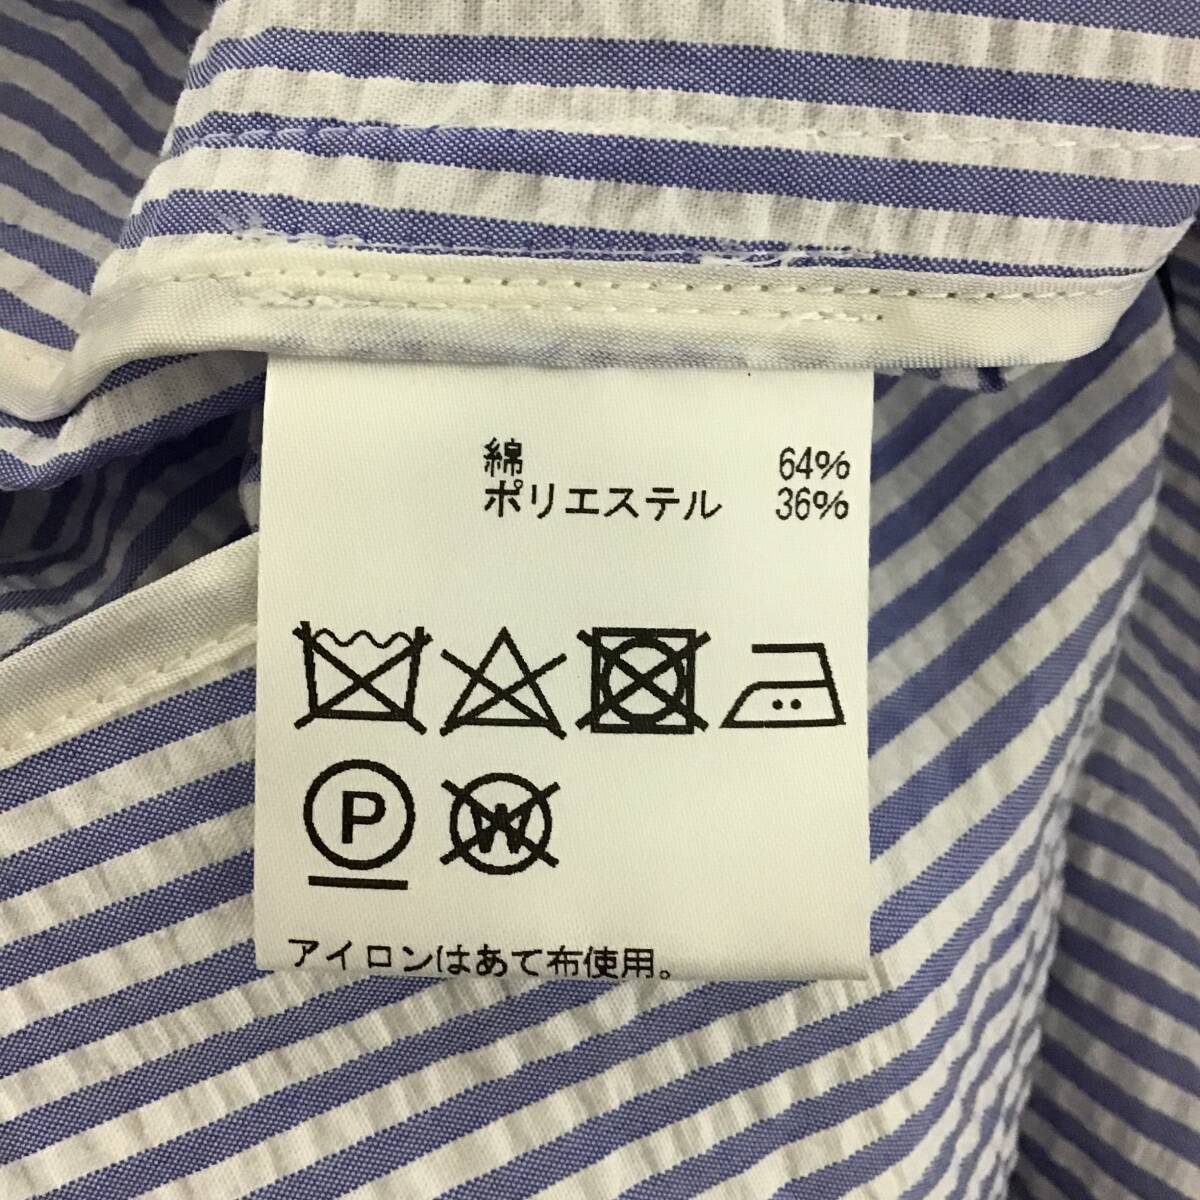 綿 64%
ポリエステル 36%
P W
アイロンはあて布使用。